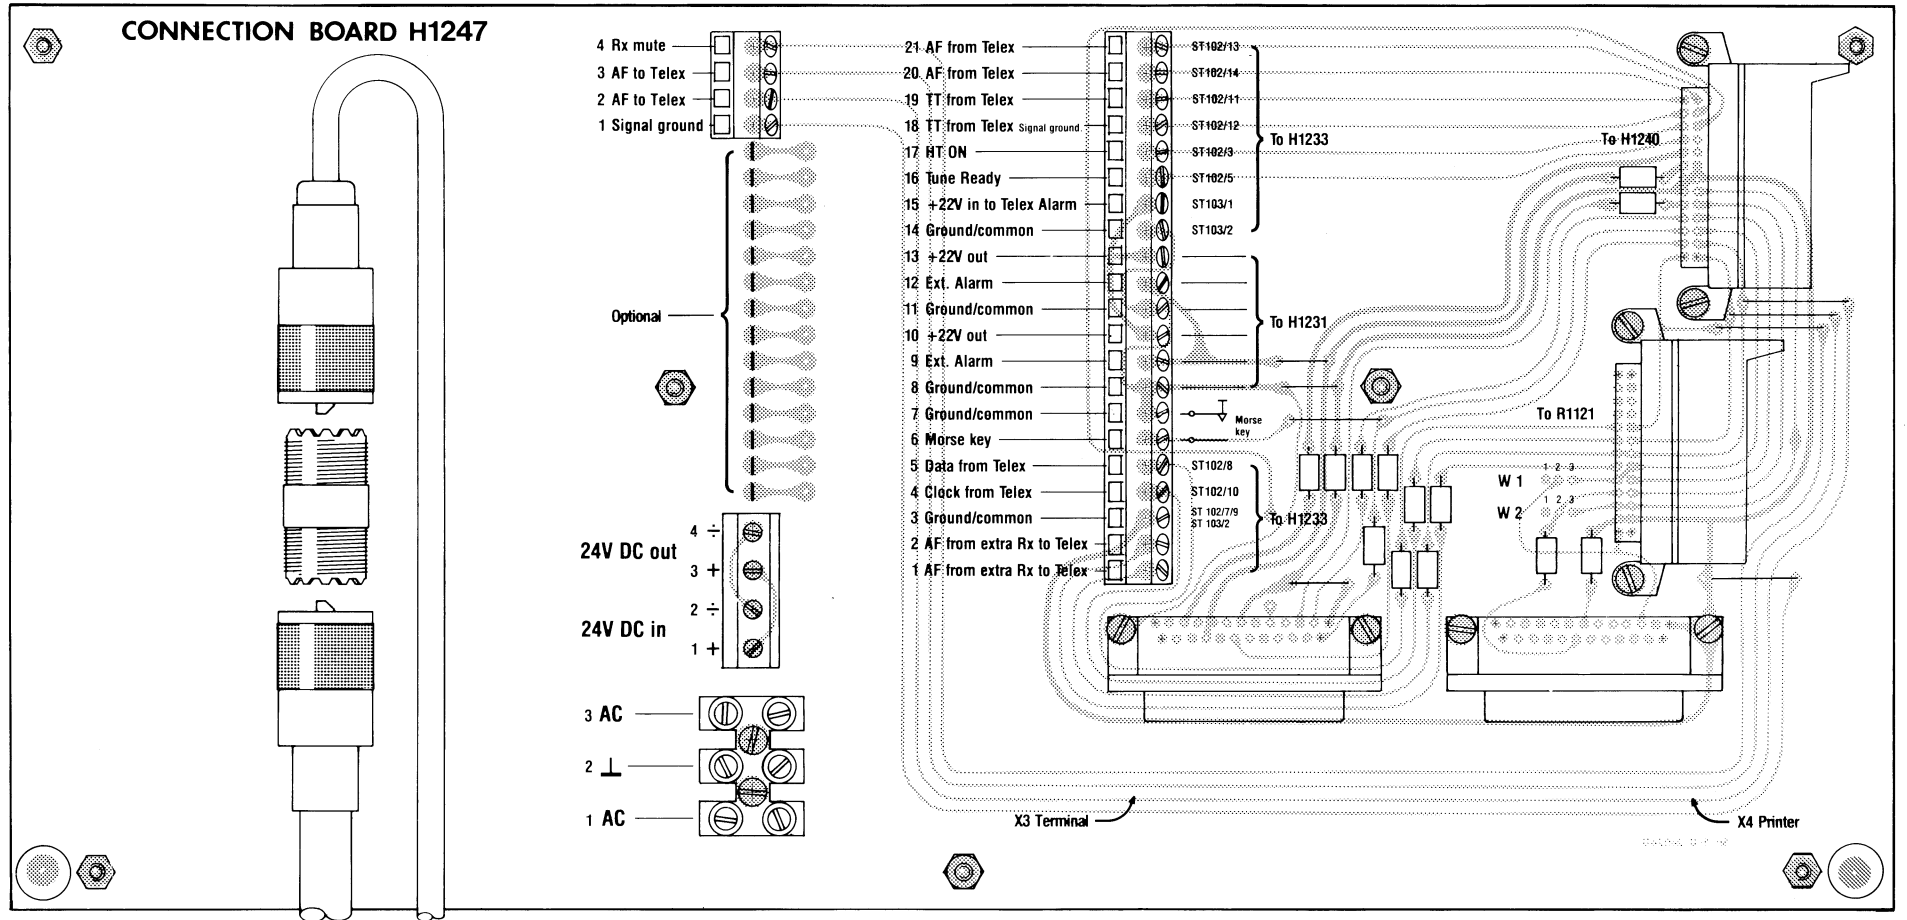 CONNECTION BOARD H1247
4 Rx mute
3 AF to Telex
2 AF to Telex
1 Signal ground
Optional
24V DC out
4 ÷
3 +
24V DC in
2 ÷
1 +
3 AC
2 ⊥
1 AC
21 AF from Telex ST102/13
20 AF from Telex ST102/14
19 TT from Telex ST102/11
18 TT from Telex Signal ground ST102/12
17 HT ON ST102/3
16 Tune Ready ST102/5
15 +22V in to Telex Alarm ST103/1
14 Ground/common ST103/2
To H1233
13 +22V out
12 Ext. Alarm
11 Ground/common
10 +22V out
9 Ext. Alarm
8 Ground/common
To H1231
7 Ground/common
6 Morse key
Morse
key
5 Data from Telex ST102/8
4 Clock from Telex ST102/10
3 Ground/common ST 102/7/9
ST 103/2
2 AF from extra Rx to Telex
1 AF from extra Rx to Telex
To H1233
To H1240
To R1121
1 2 3
W 1
1 2 3
W 2
X3 Terminal
X4 Printer